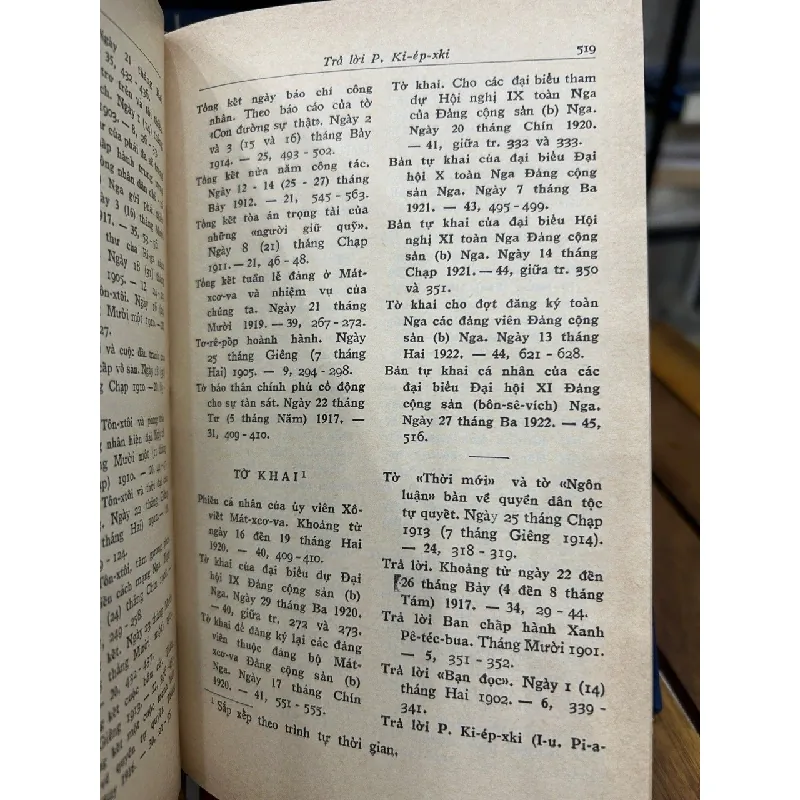 Trả lời P. Ki-ép-xki
519
Tổng kết ngày báo chí công
nhân. Theo báo cáo của tờ
«Con đường sự thật». Ngày 2
và 3 (15 và 16) tháng Bảy
1914. — 25, 493 - 502.
Tổng kết nửa năm công tác.
Ngày 12 - 14 (25 - 27) tháng
Bảy 1912. — 21, 545 - 563.
Tổng kết tòa án trọng tài của
những «người giữ quỹ».
Ngày 8 (21) tháng Chạp
1911. — 21, 46 - 48.
Tổng kết tuần lễ đảng ở Mát-
xcơ-va và nhiệm vụ của
chúng ta. Ngày 21 tháng
Mười 1919. — 39, 267 - 272.
Tơ-rê-pốp hoành hành. Ngày
25 tháng Giêng (7 tháng
Hai) 1905. — 9, 294 - 298.
Tờ báo thân chính phủ cổ động
cho sự tàn sát. Ngày 22 tháng
Tư (5 tháng Năm) 1917. —
31, 409 - 410.
TỜ KHAI¹
Phiếu cá nhân của ủy viên Xô-
viết Mát-xcơ-va. Khoảng từ
ngày 16 đến 19 tháng Hai
1920. — 40, 409 - 410.
Tờ khai của đại biểu dự Đại
hội IX Đảng cộng sản (b)
Nga. Ngày 29 tháng Ba 1920.
— 40, giữa tr. 272 và 273.
Tờ khai để đăng ký lại các đảng
viên thuộc đảng bộ Mát-
xcơ-va Đảng cộng sản (b)
Nga. Ngày 17 tháng Chín
1920. — 41, 551 - 555.
¹ Sắp xếp theo trình tự thời gian.
Tờ khai. Cho các đại biểu tham
dự Hội nghị IX toàn Nga
của Đảng cộng sản (b) Nga.
Ngày 20 tháng Chín 1920.
— 41, giữa tr. 332 và 333.
Bản tự khai của đại biểu Đại
hội X toàn Nga Đảng cộng
sản Nga. Ngày 7 tháng Ba
1921. — 43, 495 - 499.
Bản tự khai của đại biểu Hội
nghị XI toàn Nga Đảng cộng
sản (b) Nga. Ngày 14 tháng
Chạp 1921. — 44, giữa tr. 350
và 351.
Tờ khai cho đợt đăng ký toàn
Nga các đảng viên Đảng cộng
sản (b) Nga. Ngày 13 tháng
Hai 1922. — 44, 621 - 628.
Bản tự khai cá nhân của các
đại biểu Đại hội XI Đảng
cộng sản (bôn-sê-vích) Nga.
Ngày 27 tháng Ba 1922. — 45,
516.
Tờ «Thời mới» và tờ «Ngôn
luận» bàn về quyền dân tộc
tự quyết. Ngày 25 tháng Chạp
1913 (7 tháng Giêng 1914).
— 24, 318 - 319.
Trả lời. Khoảng từ ngày 22 đến
26 tháng Bảy (4 đến 8 tháng
Tám) 1917. — 34, 29 - 44.
Trả lời Ban chấp hành Xanh
Pê-téc-bua. Tháng Mười 1901.
— 5, 351 - 352.
Trả lời «Bạn đọc». Ngày 1 (14)
tháng Hai 1902. — 6, 339 -
341.
Trả lời P. Ki-ép-xki (I-u. Pi-a-